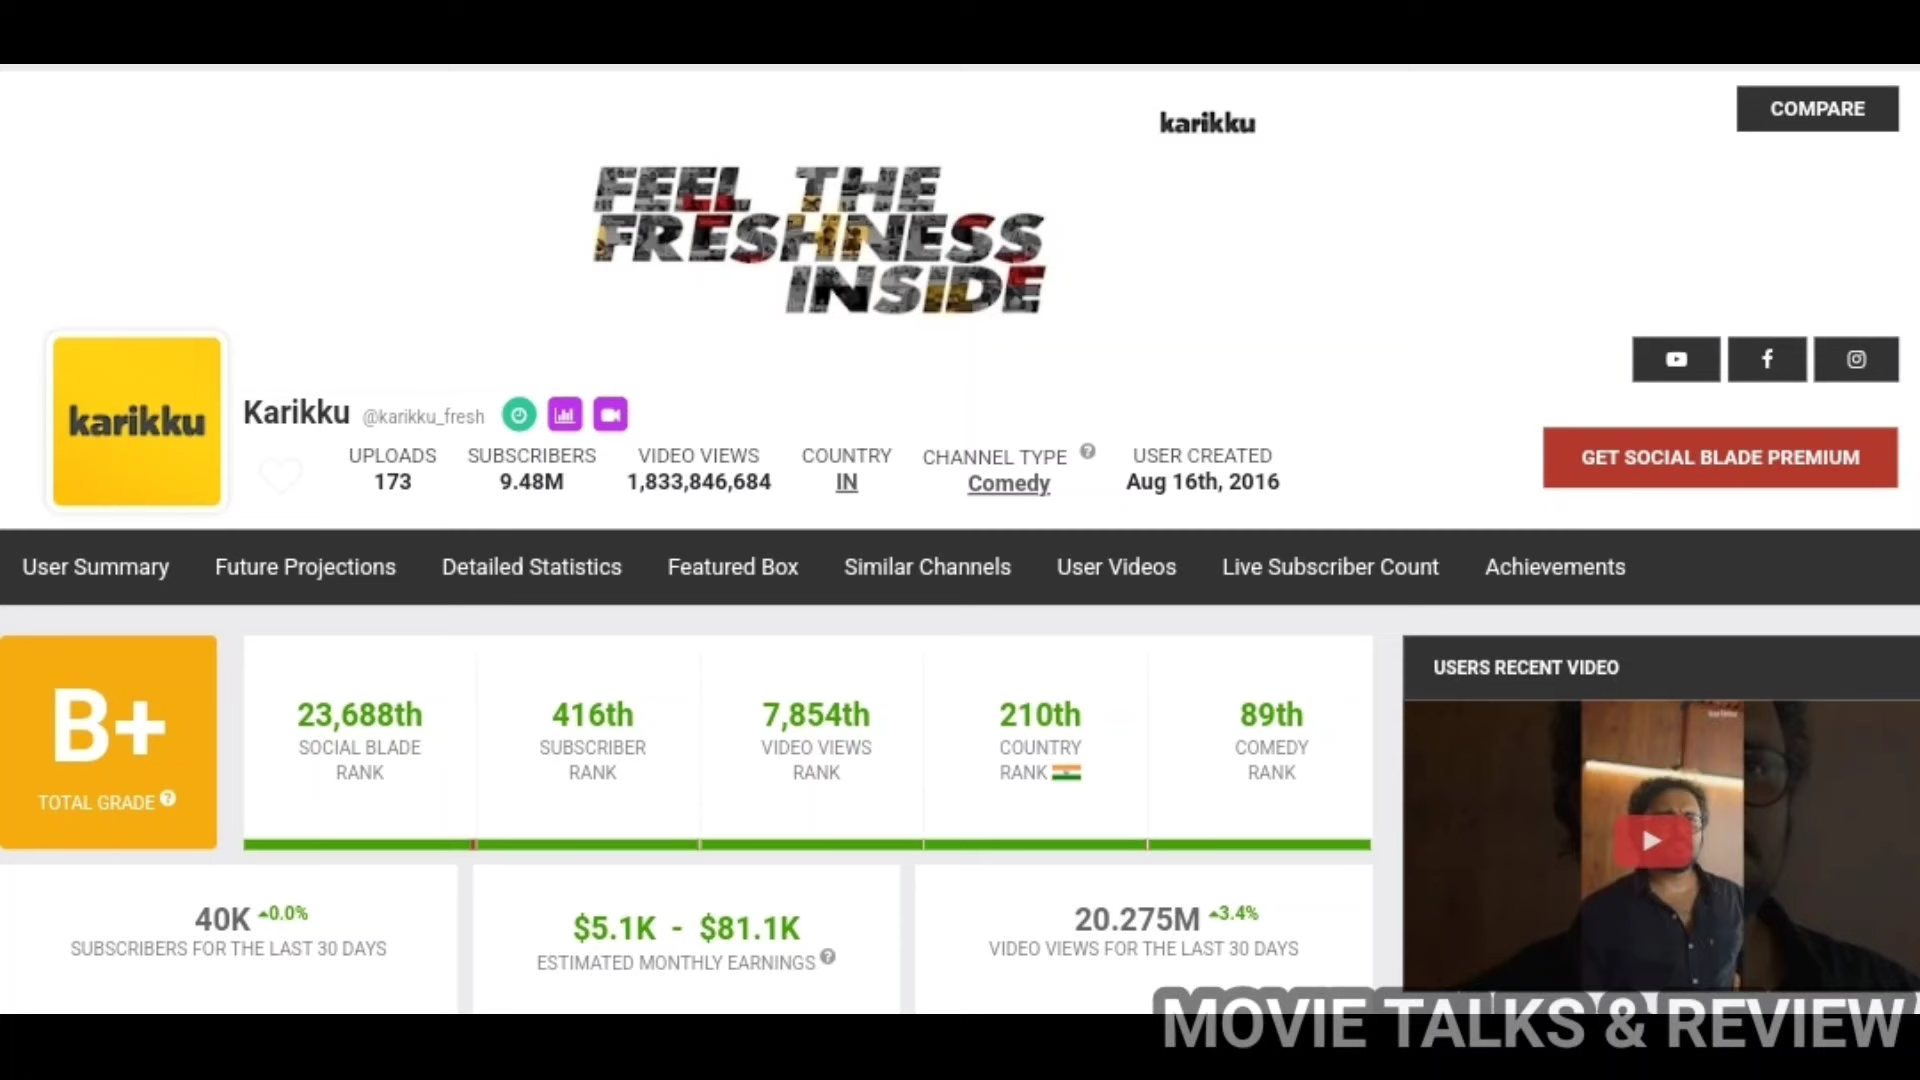 COMPARE
karikku
FEEL THE
FRESHNESS
INSIDE
karikku
Karikku @karikku_fresh
UPLOADS
173
SUBSCRIBERS
9.48M
VIDEO VIEWS
1,833,846,684
COUNTRY
IN
CHANNEL TYPE ?
Comedy
USER CREATED
Aug 16th, 2016
GET SOCIAL BLADE PREMIUM
User Summary Future Projections Detailed Statistics Featured Box Similar Channels User Videos Live Subscriber Count Achievements
B+
TOTAL GRADE ?
23,688th
SOCIAL BLADE
RANK
416th
SUBSCRIBER
RANK
7,854th
VIDEO VIEWS
RANK
210th
COUNTRY
RANK
89th
COMEDY
RANK
USERS RECENT VIDEO
40K 0.0%
SUBSCRIBERS FOR THE LAST 30 DAYS
$5.1K - $81.1K
ESTIMATED MONTHLY EARNINGS ?
20.275M 3.4%
VIDEO VIEWS FOR THE LAST 30 DAYS
MOVIE TALKS & REVIEW